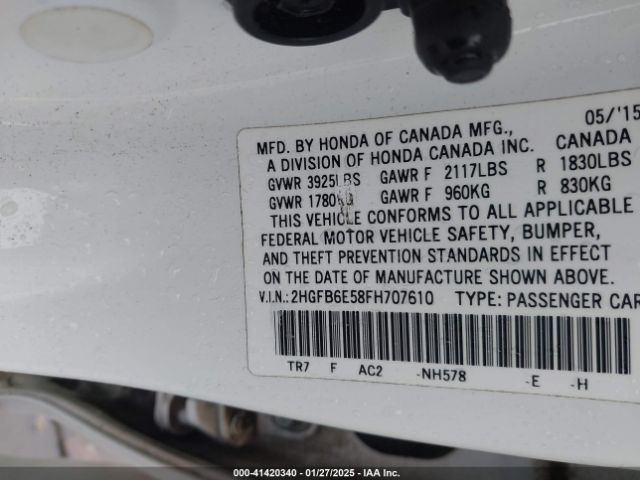 05/'15
MFD. BY HONDA OF CANADA MFG., CANADA
A DIVISION OF HONDA CANADA INC.
GVWR 3925LBS GAWR F 2117LBS R 1830LBS
GVWR 1780KG GAWR F 960KG R 830KG
THIS VEHICLE CONFORMS TO ALL APPLICABLE
FEDERAL MOTOR VEHICLE SAFETY, BUMPER,
AND THEFT PREVENTION STANDARDS IN EFFECT
ON THE DATE OF MANUFACTURE SHOWN ABOVE.
V.I.N.:2HGFB6E58FH707610 TYPE:PASSENGER CAR
TR7 F AC2 -NH578 -E -H
000-41420340 - 01/27/2025 - IAA Inc.